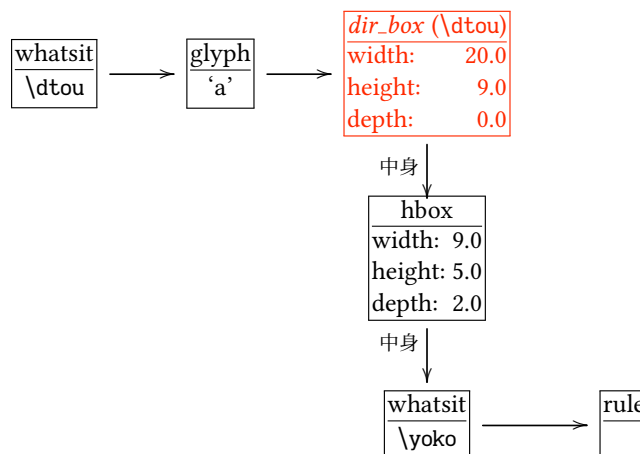 whatsit
\dtou
glyph
‘a’
dir_box (\dtou)
width: 20.0
height: 9.0
depth: 0.0
中身
hbox
width: 9.0
height: 5.0
depth: 2.0
中身
whatsit
\yoko
rule